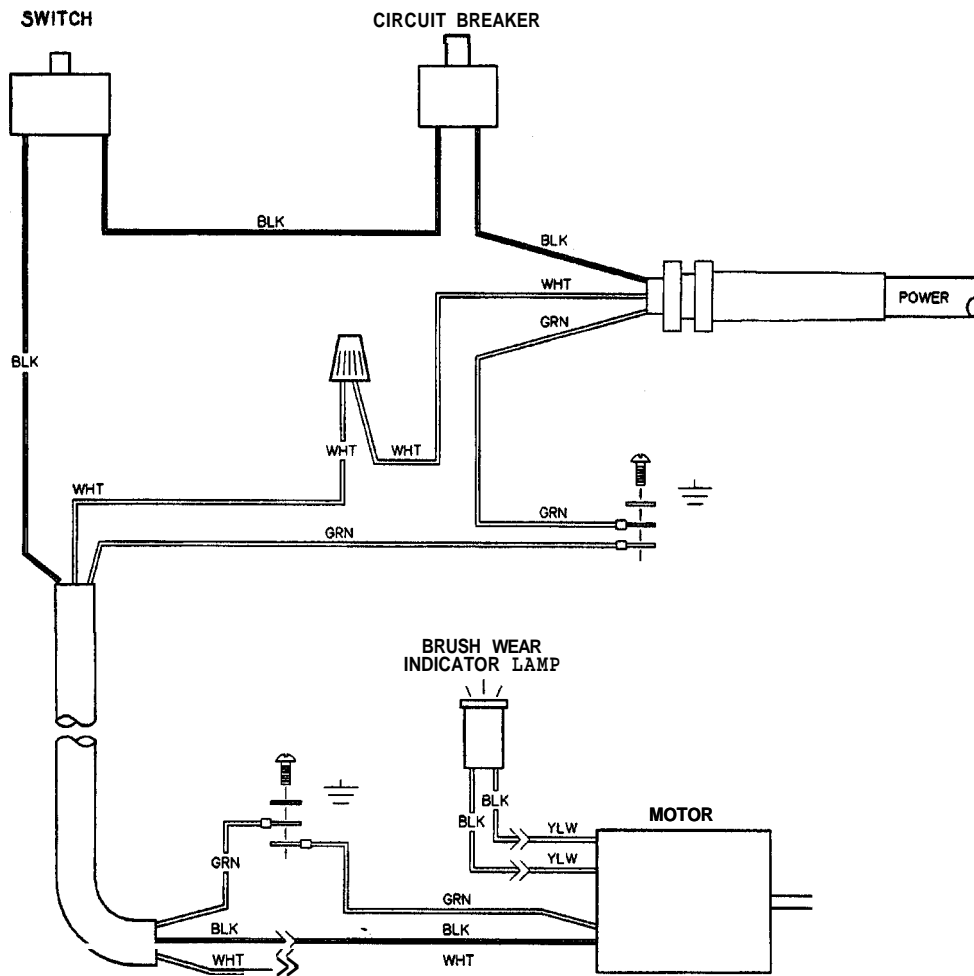 SWITCH
CIRCUIT BREAKER
BLK
BLK
WHT
POWER
GRN
BLK
WHT
WHT
WHT
GRN
GRN
BRUSH WEAR
INDICATOR LAMP
BLK
BLK
MOTOR
YLW
YLW
GRN
GRN
BLK
BLK
WHT
WHT